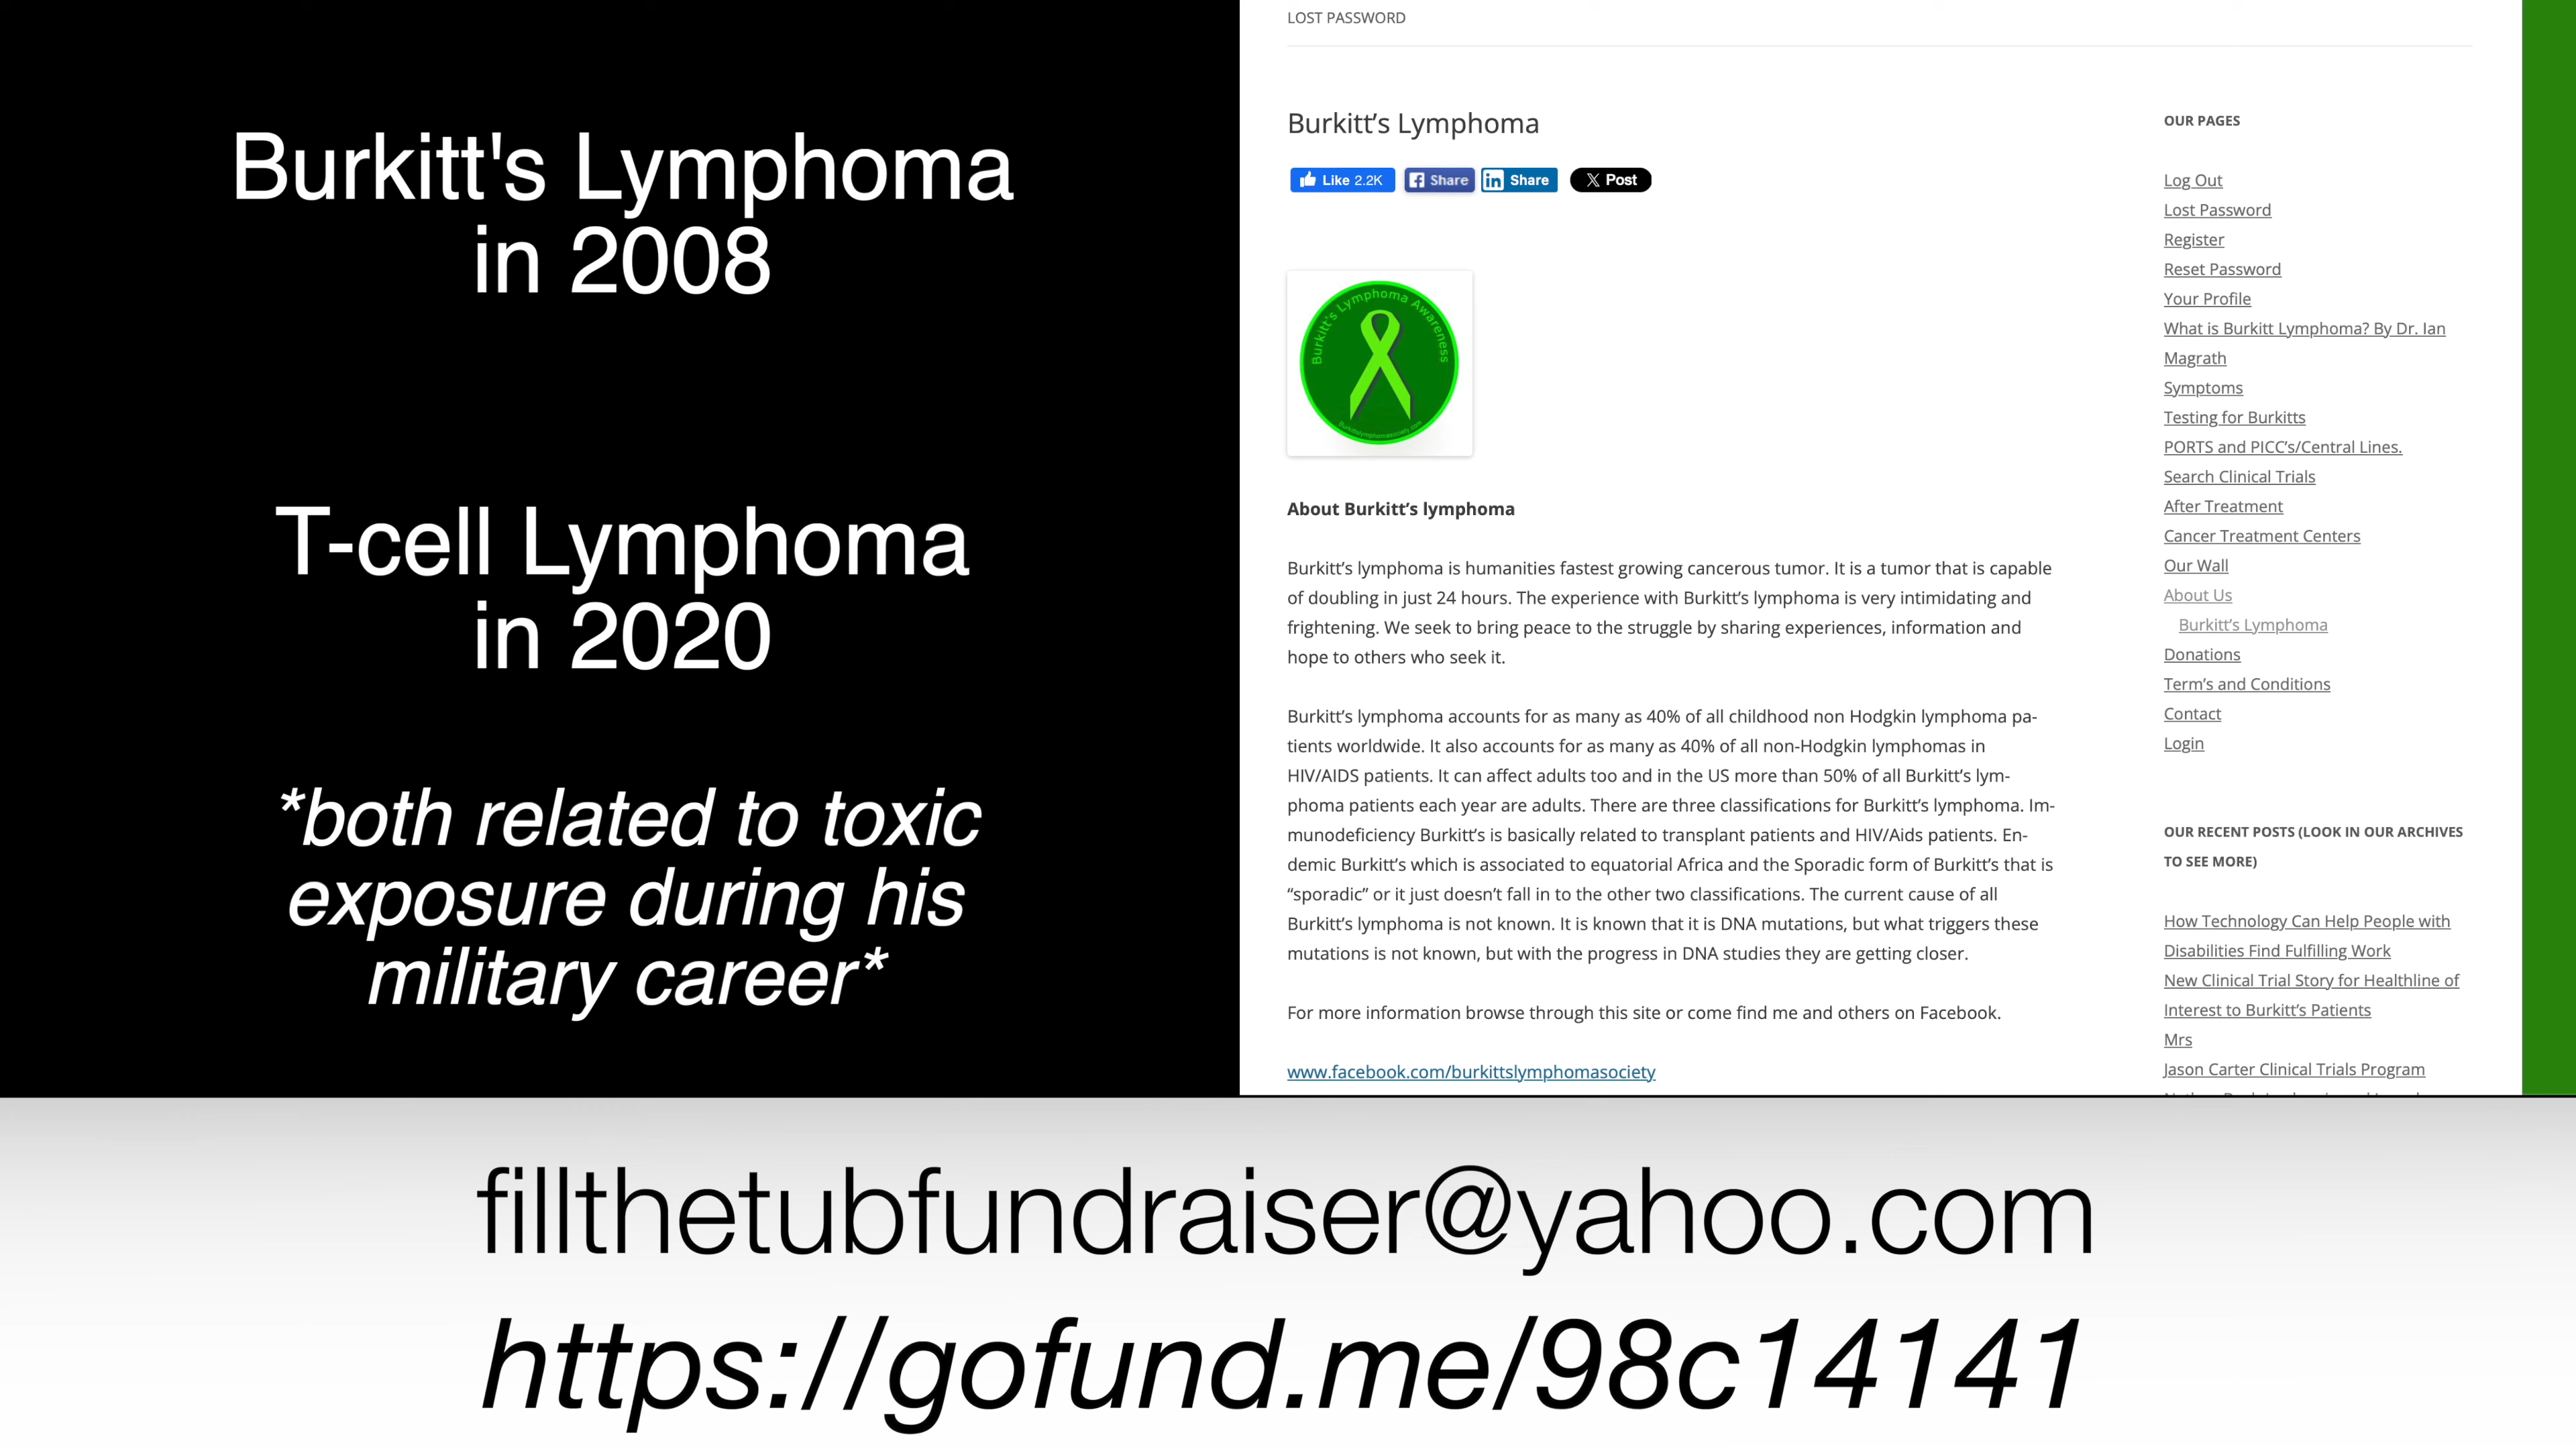 Burkitt's Lymphoma
in 2008
T-cell Lymphoma
in 2020
*both related to toxic
exposure during his
military career*
LOST PASSWORD
Burkitt’s Lymphoma
Like 2.2K
Share
in Share
X Post
Burkitt's Lymphoma Awareness
About Burkitt’s lymphoma
Burkitt’s lymphoma is humanities fastest growing cancerous tumor. It is a tumor that is capable
of doubling in just 24 hours. The experience with Burkitt’s lymphoma is very intimidating and
frightening. We seek to bring peace to the struggle by sharing experiences, information and
hope to others who seek it.
Burkitt’s lymphoma accounts for as many as 40% of all childhood non Hodgkin lymphoma pa-
tients worldwide. It also accounts for as many as 40% of all non-Hodgkin lymphomas in
HIV/AIDS patients. It can affect adults too and in the US more than 50% of all Burkitt’s lym-
phoma patients each year are adults. There are three classifications for Burkitt’s lymphoma. Im-
munodeficiency Burkitt’s is basically related to transplant patients and HIV/Aids patients. En-
demic Burkitt’s which is associated to equatorial Africa and the Sporadic form of Burkitt’s that is
“sporadic” or it just doesn’t fall in to the other two classifications. The current cause of all
Burkitt’s lymphoma is not known. It is known that it is DNA mutations, but what triggers these
mutations is not known, but with the progress in DNA studies they are getting closer.
For more information browse through this site or come find me and others on Facebook.
www.facebook.com/burkittslymphomasociety
OUR PAGES
Log Out
Lost Password
Register
Reset Password
Your Profile
What is Burkitt Lymphoma? By Dr. Ian
Magrath
Symptoms
Testing for Burkitts
PORTS and PICC’s/Central Lines.
Search Clinical Trials
After Treatment
Cancer Treatment Centers
Our Wall
About Us
Burkitt’s Lymphoma
Donations
Term’s and Conditions
Contact
Login
OUR RECENT POSTS (LOOK IN OUR ARCHIVES
TO SEE MORE)
How Technology Can Help People with
Disabilities Find Fulfilling Work
New Clinical Trial Story for Healthline of
Interest to Burkitt’s Patients
Mrs
Jason Carter Clinical Trials Program
fillthetubfundraiser@yahoo.com
https://gofund.me/98c14141